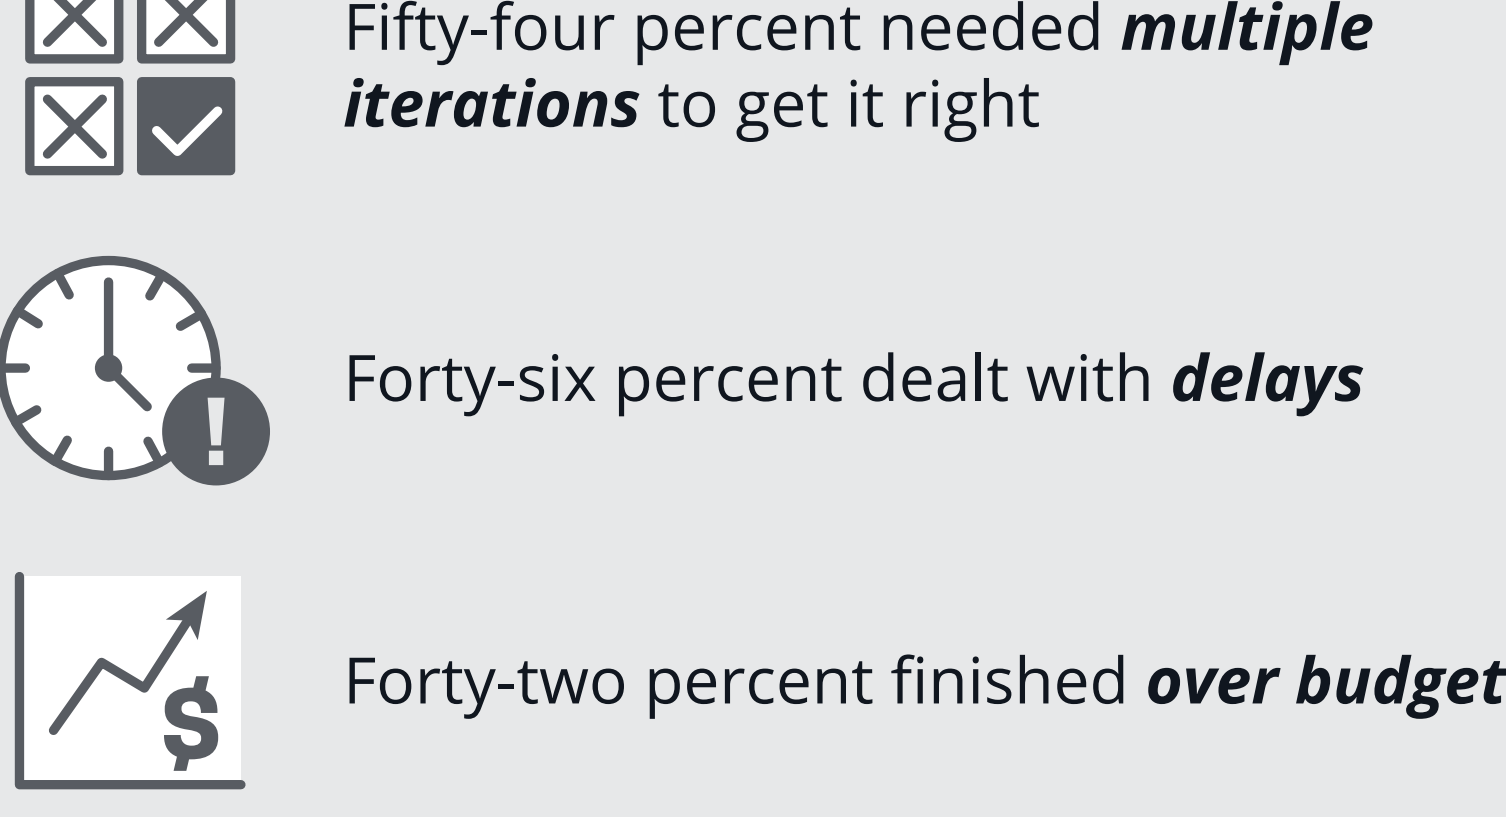 Fifty-four percent needed multiple
iterations to get it right
!
Forty-six percent dealt with delays
Forty-two percent finished over budget
$